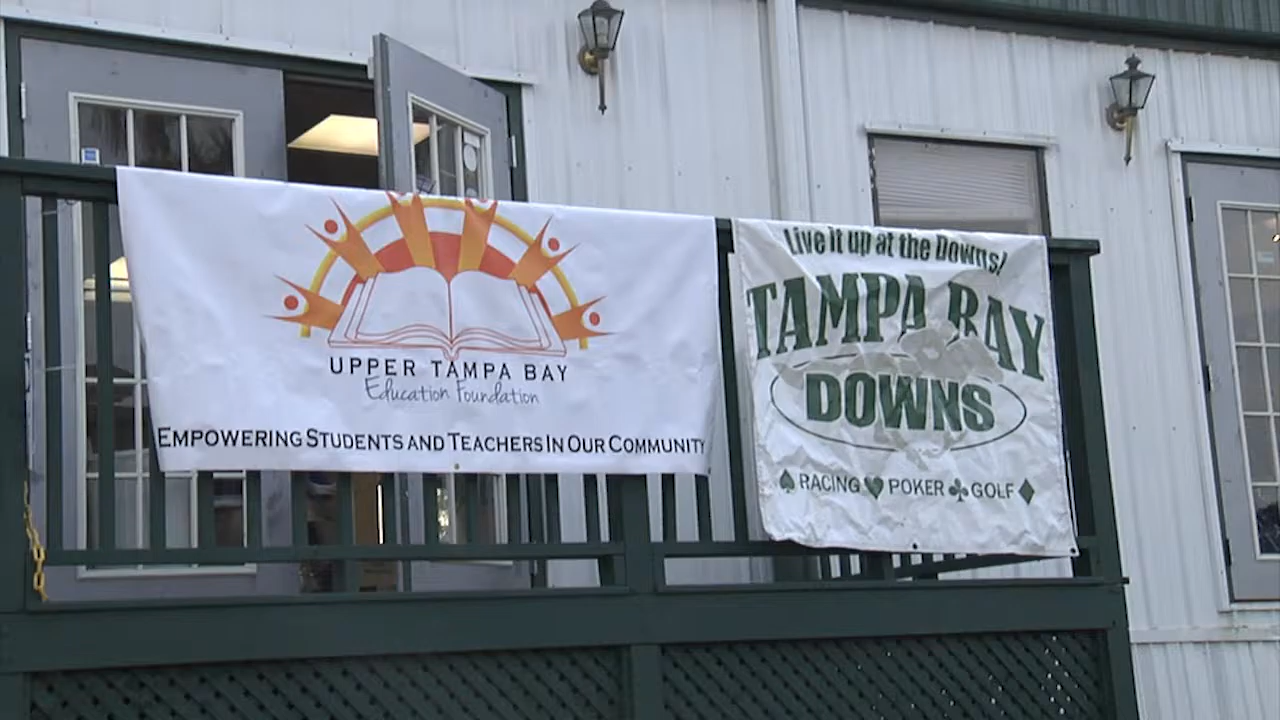 UPPER TAMPA BAY
Education Foundation
EMPOWERING STUDENTS AND TEACHERS IN OUR COMMUNITY
Live it up at the Downs!
TAMPA BAY
DOWNS
RACING POKER GOLF